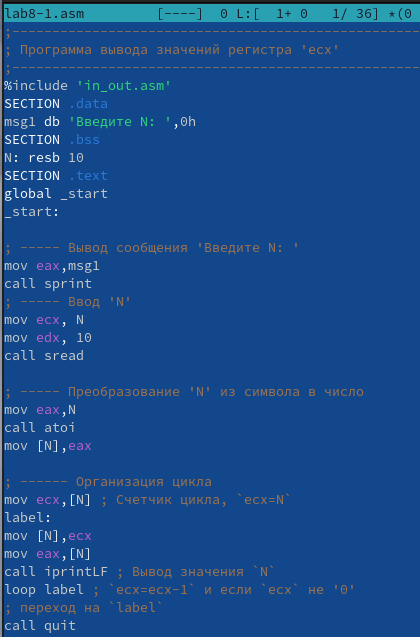 lab8-1.asm         [----]  0 L:[  1+ 0   1/ 36] *(0
;--------------------------------------------------
; Программа вывода значений регистра 'ecx'
;--------------------------------------------------
%include 'in_out.asm'
SECTION .data
msg1 db 'Введите N: ',0h
SECTION .bss
N: resb 10
SECTION .text
global _start
_start:

; ----- Вывод сообщения 'Введите N: '
mov eax,msg1
call sprint
; ----- Ввод 'N'
mov ecx, N
mov edx, 10
call sread

; ----- Преобразование 'N' из символа в число
mov eax,N
call atoi
mov [N],eax

; ------ Организация цикла
mov ecx,[N] ; Счетчик цикла, `ecx=N`
label:
mov [N],ecx
mov eax,[N]
call iprintLF ; Вывод значения `N`
loop label ; `ecx=ecx-1` и если `ecx` не '0'
; переход на `label`
call quit